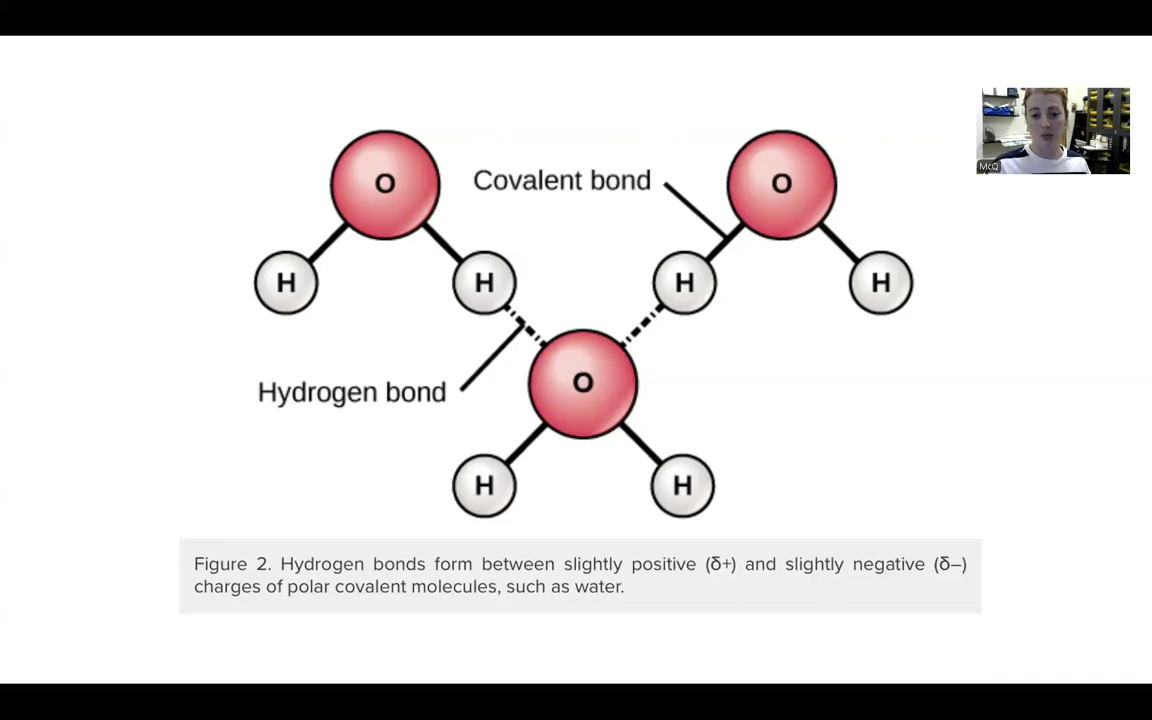 O
Covalent bond
O
H
H
H
H
O
Hydrogen bond
H
H
Figure 2. Hydrogen bonds form between slightly positive (δ+) and slightly negative (δ–)
charges of polar covalent molecules, such as water.
McQ